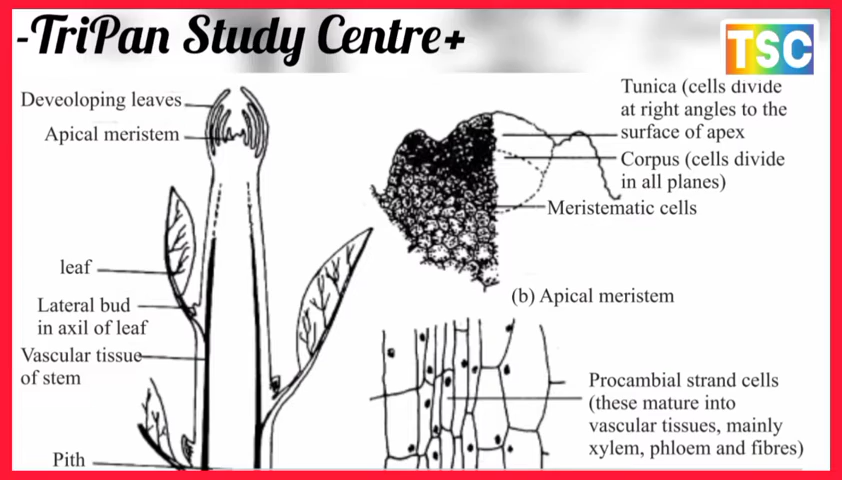 -TriPan Study Centre+
TSC
Deveoloping leaves
Apical meristem
leaf
Lateral bud
in axil of leaf
Vascular tissue
of stem
Pith
Tunica (cells divide
at right angles to the
surface of apex
Corpus (cells divide
in all planes)
Meristematic cells
(b) Apical meristem
Procambial strand cells
(these mature into
vascular tissues, mainly
xylem, phloem and fibres)